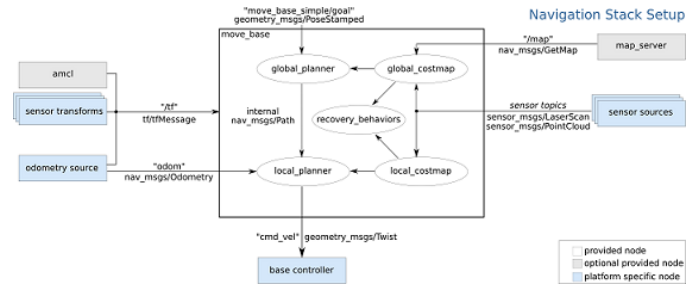 Navigation Stack Setup
"move_base_simple/goal"
geometry_msgs/PoseStamped
move_base
"/map"
nav_msgs/GetMap
map_server
amcl
global_planner
global_costmap
sensor transforms
"/tf"
tf/tfMessage
internal
nav_msgs/Path
recovery_behaviors
sensor topics
sensor_msgs/LaserScan
sensor_msgs/PointCloud
sensor sources
odometry source
"odom"
nav_msgs/Odometry
local_planner
local_costmap
"cmd_vel" geometry_msgs/Twist
base controller
provided node
optional provided node
platform specific node